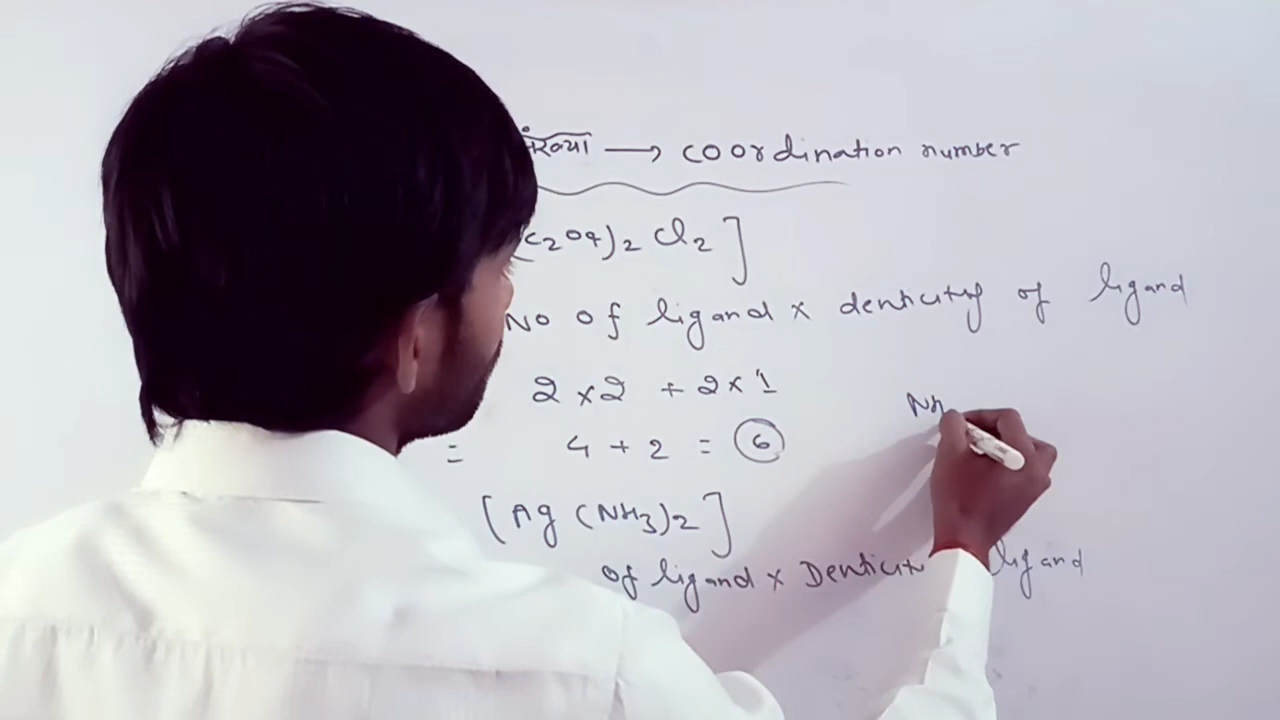 संख्या → coordination number
(C2O4)2 Cl2]
No of ligand × denticity of ligand
2 × 2 + 2 × 1
= 4 + 2 = 6
NH
[Ag (NH3)2]
of ligand × Denticit ligand